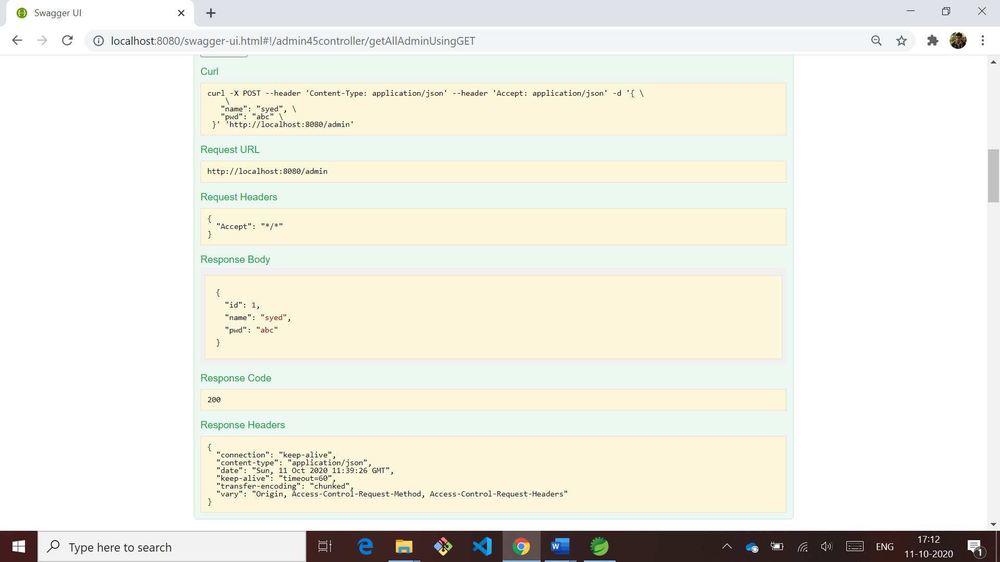 Swagger UI
localhost:8080/swagger-ui.html#!/admin45controller/getAllAdminUsingGET
Curl
curl -X POST --header 'Content-Type: application/json' --header 'Accept: application/json' -d '{ \
    \
   "name": "syed", \
   "pwd": "abc" \
 }' 'http://localhost:8080/admin'
Request URL
http://localhost:8080/admin
Request Headers
{
  "Accept": "*/*"
}
Response Body
{
  "id": 1,
  "name": "syed",
  "pwd": "abc"
}
Response Code
200
Response Headers
{
  "connection": "keep-alive",
  "content-type": "application/json",
  "date": "Sun, 11 Oct 2020 11:39:26 GMT",
  "keep-alive": "timeout=60",
  "transfer-encoding": "chunked",
  "vary": "Origin, Access-Control-Request-Method, Access-Control-Request-Headers"
}
Type here to search
ENG
17:12
11-10-2020
1